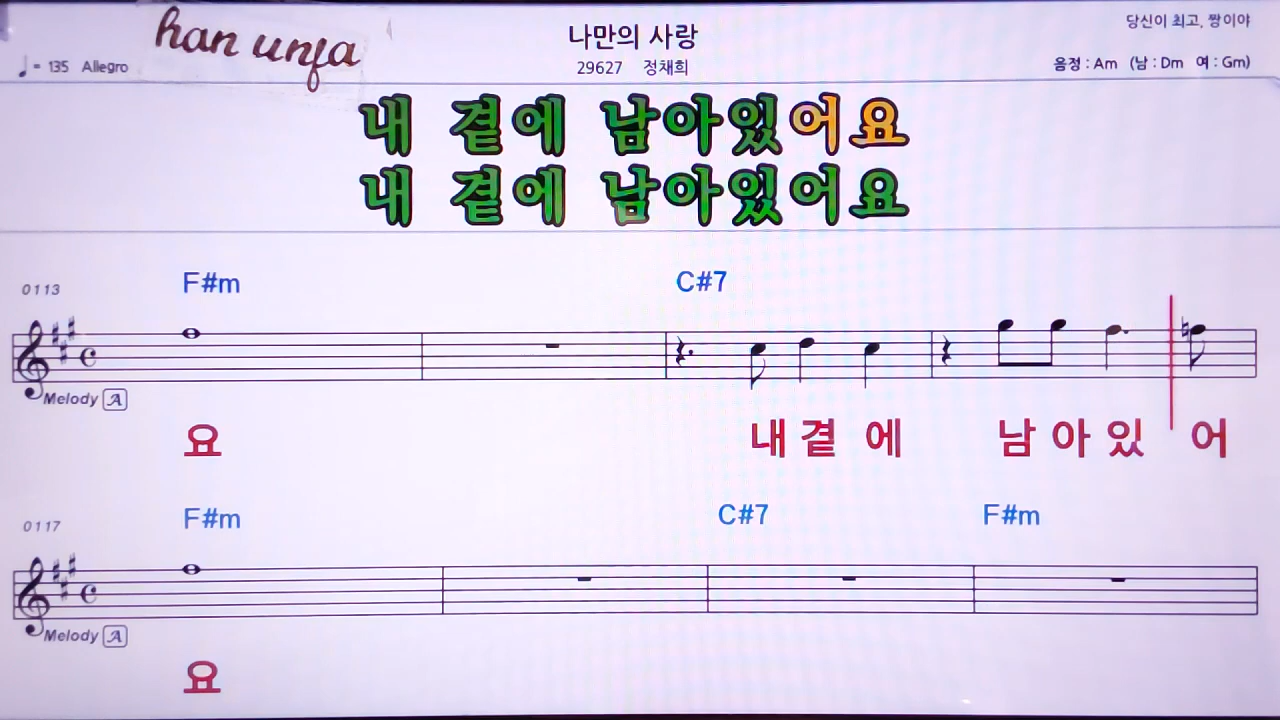 han unfa
나만의 사랑
당신이 최고, 짱이야
♩= 135 Allegro
29627 정채희
음정 : Am (남 : Dm 여 : Gm)
내 곁에 남아있어요
내 곁에 남아있어요
0113
F#m C#7
Melody A
요 내 곁 에 남 아 있 어
0117
F#m C#7 F#m
Melody A
요